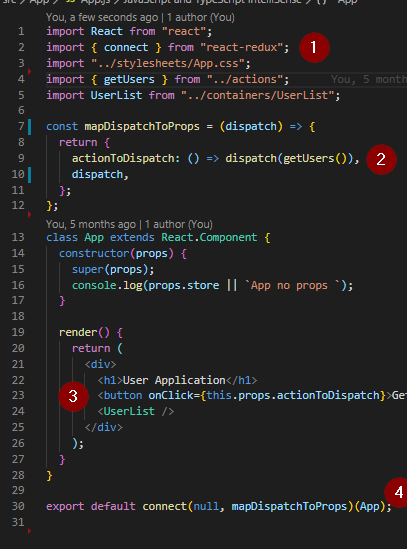 src > App > App.js > JavaScript and TypeScript IntelliSense > App
You, a few seconds ago | 1 author (You)
1 import React from "react";
2 import { connect } from "react-redux"; 1
3 import "../stylesheets/App.css";
4 import { getUsers } from "../actions"; You, 5 month
5 import UserList from "../containers/UserList";
6
7 const mapDispatchToProps = (dispatch) => {
8 return {
9 actionToDispatch: () => dispatch(getUsers()), 2
10 dispatch,
11 };
12 };
You, 5 months ago | 1 author (You)
13 class App extends React.Component {
14 constructor(props) {
15 super(props);
16 console.log(props.store || `App no props `);
17 }
18
19 render() {
20 return (
21 <div>
22 <h1>User Application</h1>
23 3 <button onClick={this.props.actionToDispatch}>Get
24 <UserList />
25 </div>
26 );
27 }
28 }
29
30 export default connect(null, mapDispatchToProps)(App); 4
31